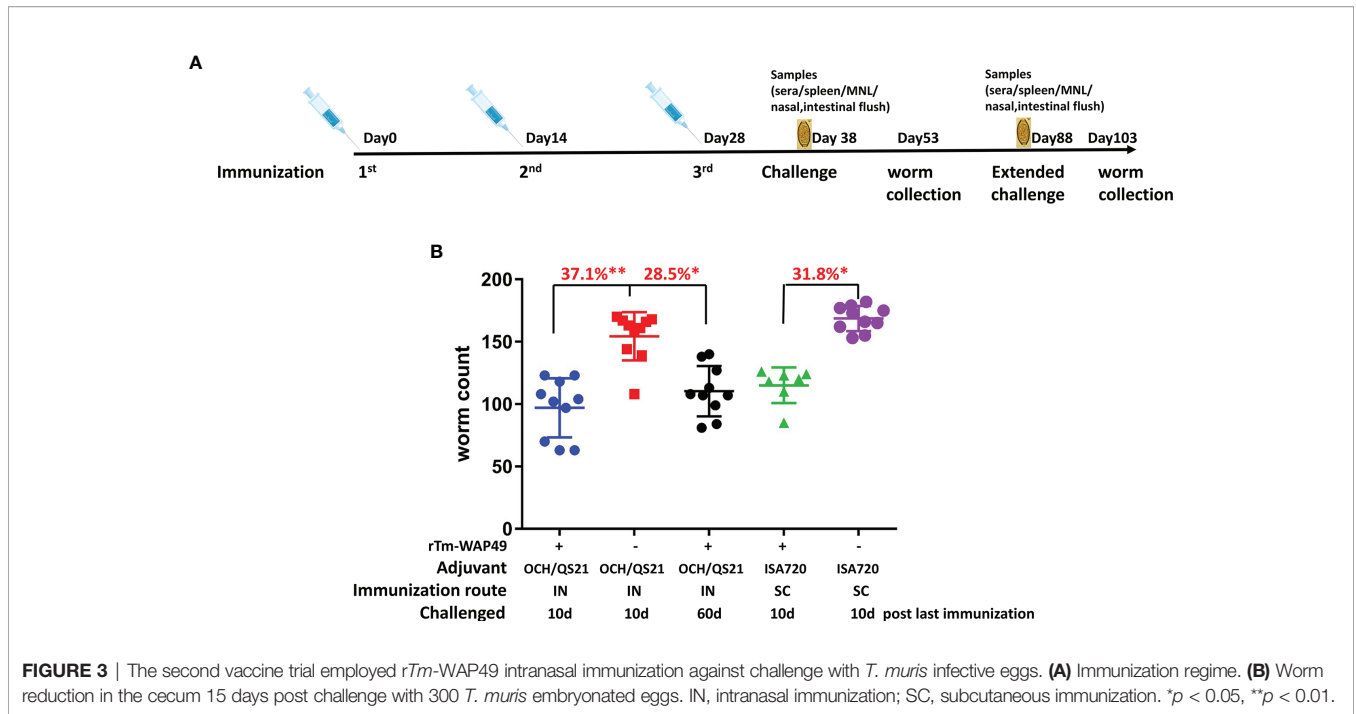 A
Samples
(sera/spleen/MNL/
nasal,intestinal flush)
Samples
(sera/spleen/MNL/
nasal,intestinal flush)
Day0 Day14 Day28 Day 38 Day53 Day88 Day103
Immunization 1st 2nd 3rd Challenge worm collection Extended challenge worm collection
B
37.1%** 28.5%* 31.8%*
200
150
100
50
0
worm count
rTm-WAP49 + - + + -
Adjuvant OCH/QS21 OCH/QS21 OCH/QS21 ISA720 ISA720
Immunization route IN IN IN SC SC
Challenged 10d 10d 60d 10d 10d post last immunization
FIGURE 3 | The second vaccine trial employed rTm-WAP49 intranasal immunization against challenge with T. muris infective eggs. (A) Immunization regime. (B) Worm
reduction in the cecum 15 days post challenge with 300 T. muris embryonated eggs. IN, intranasal immunization; SC, subcutaneous immunization. *p < 0.05, **p < 0.01.